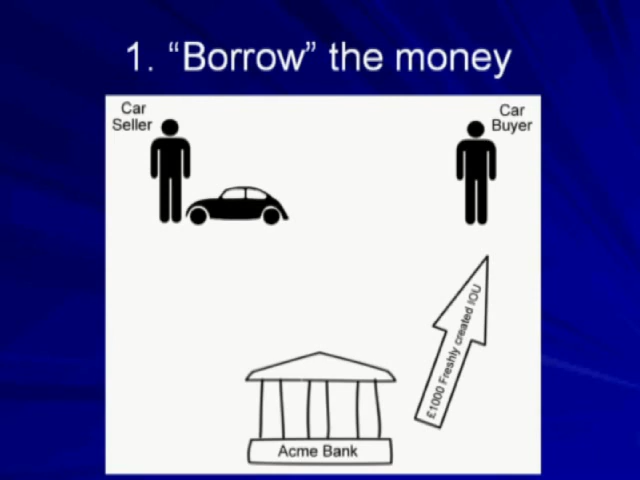 1. “Borrow” the money
Car
Seller
Car
Buyer
£1000 Freshly created IOU
Acme Bank